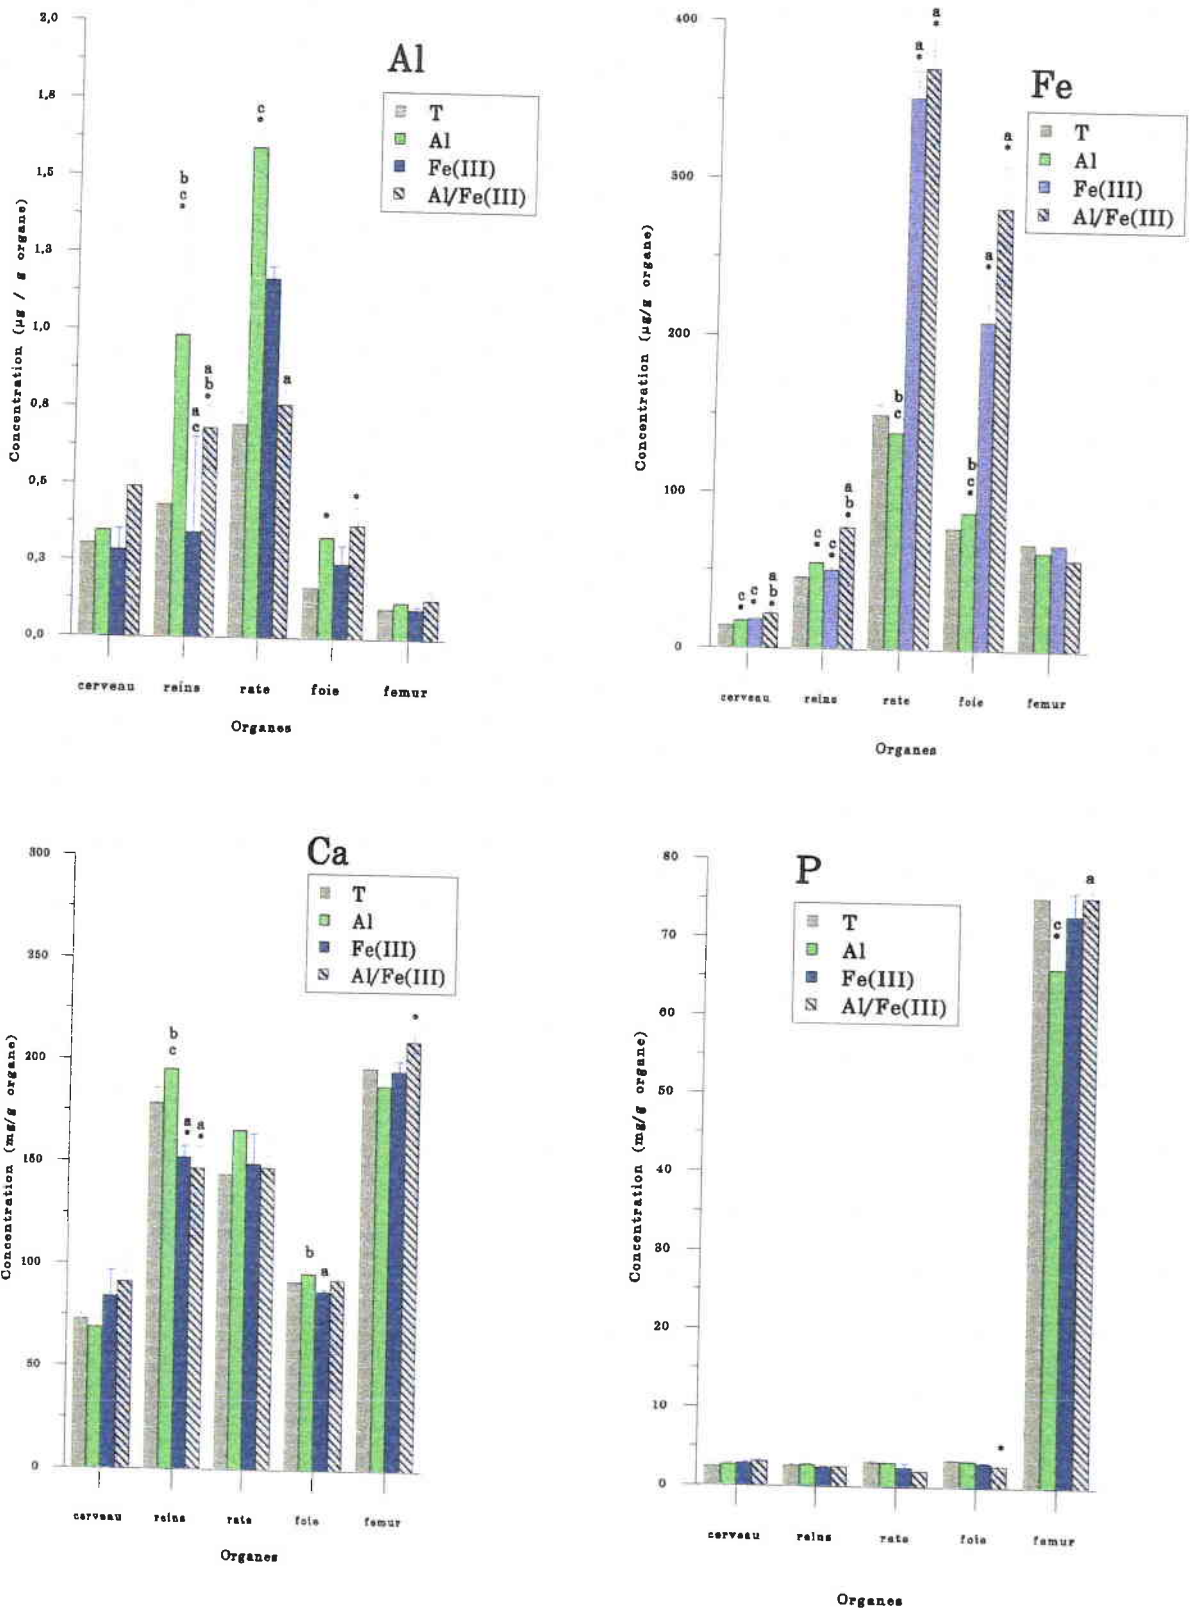 Al
T
Al
Fe(III)
Al/Fe(III)
Concentration (µg / g organe)
2,0
1,8
1,5
1,3
1,0
0,8
0,5
0,3
0,0
b
c
*
a
c
a
b
*
c
*
a
*
*
cerveau reins rate foie femur
Organes
Fe
T
Al
Fe(III)
Al/Fe(III)
Concentration (µg/g organe)
400
300
200
100
0
c
*
c
*
a
b
*
c
*
c
*
a
b
*
b
c
a
*
a
*
b
c
*
a
*
a
*
cerveau reins rate foie femur
Organes
Ca
T
Al
Fe(III)
Al/Fe(III)
Concentration (mg/g organe)
300
250
200
150
100
50
0
b
c
a
*
a
*
b
a
*
cerveau reins rate foie femur
Organes
P
T
Al
Fe(III)
Al/Fe(III)
Concentration (mg/g organe)
80
70
60
50
40
30
20
10
0
*
c
*
a
cerveau reins rate foie femur
Organes